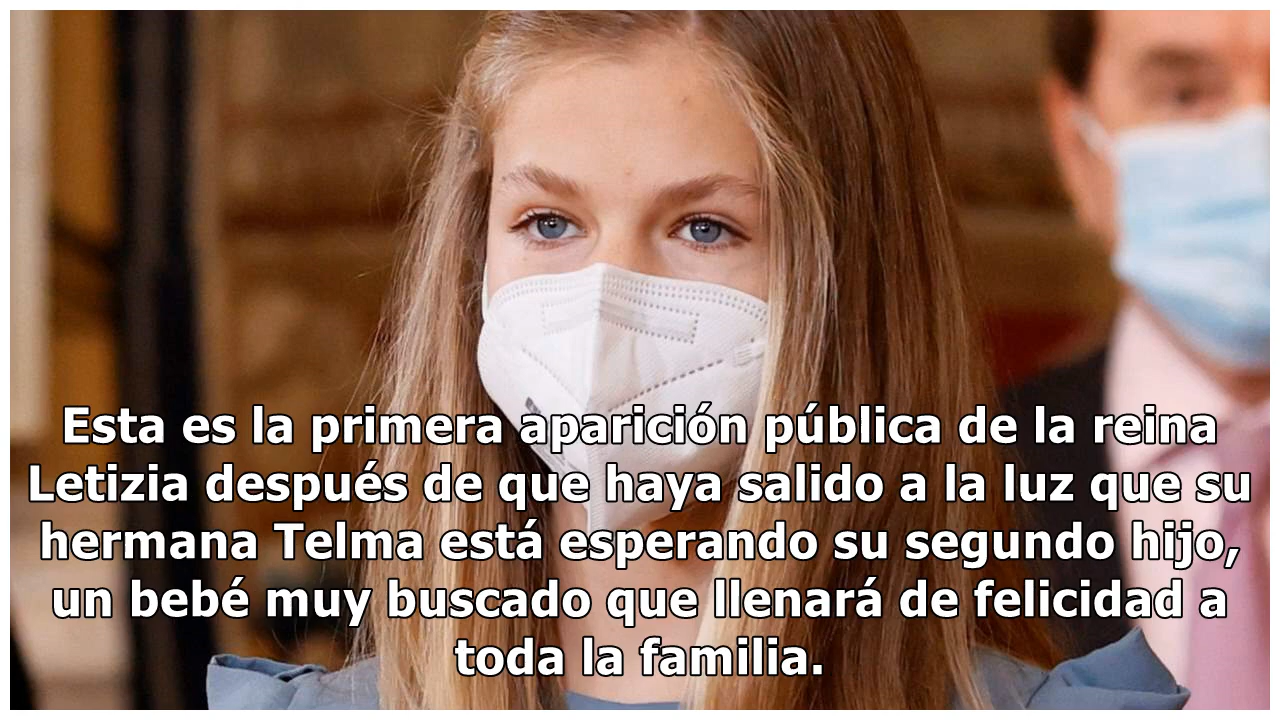 Esta es la primera aparición pública de la reina
Letizia después de que haya salido a la luz que su
hermana Telma está esperando su segundo hijo,
un bebé muy buscado que llenará de felicidad a
toda la familia.